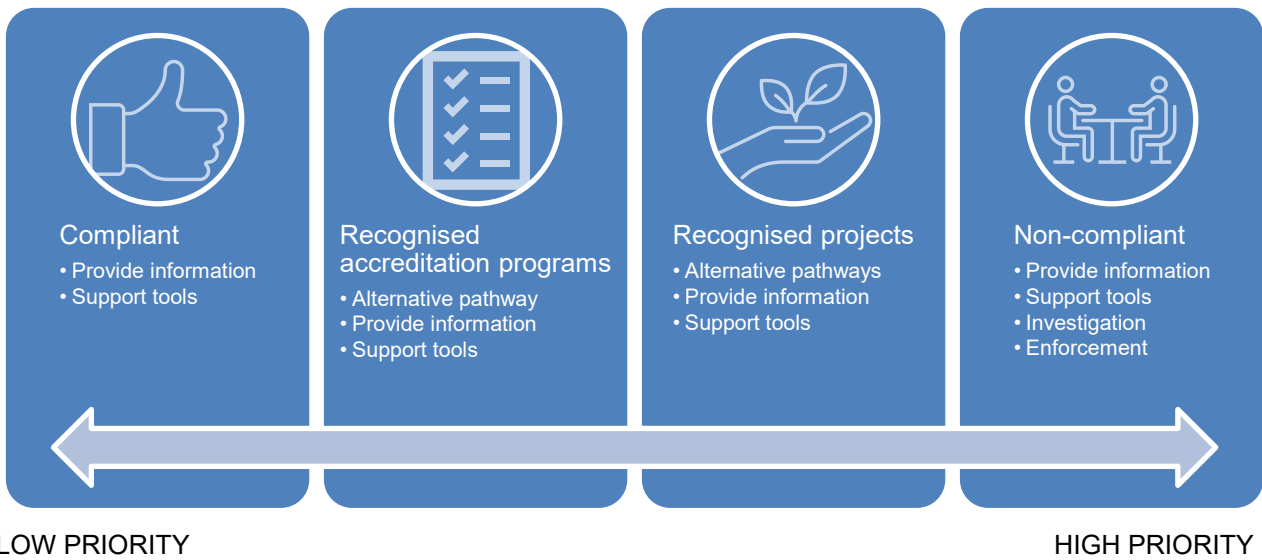 Compliant
• Provide information
• Support tools
Recognised
accreditation programs
• Alternative pathway
• Provide information
• Support tools
Recognised projects
• Alternative pathways
• Provide information
• Support tools
Non-compliant
• Provide information
• Support tools
• Investigation
• Enforcement
LOW PRIORITY
HIGH PRIORITY